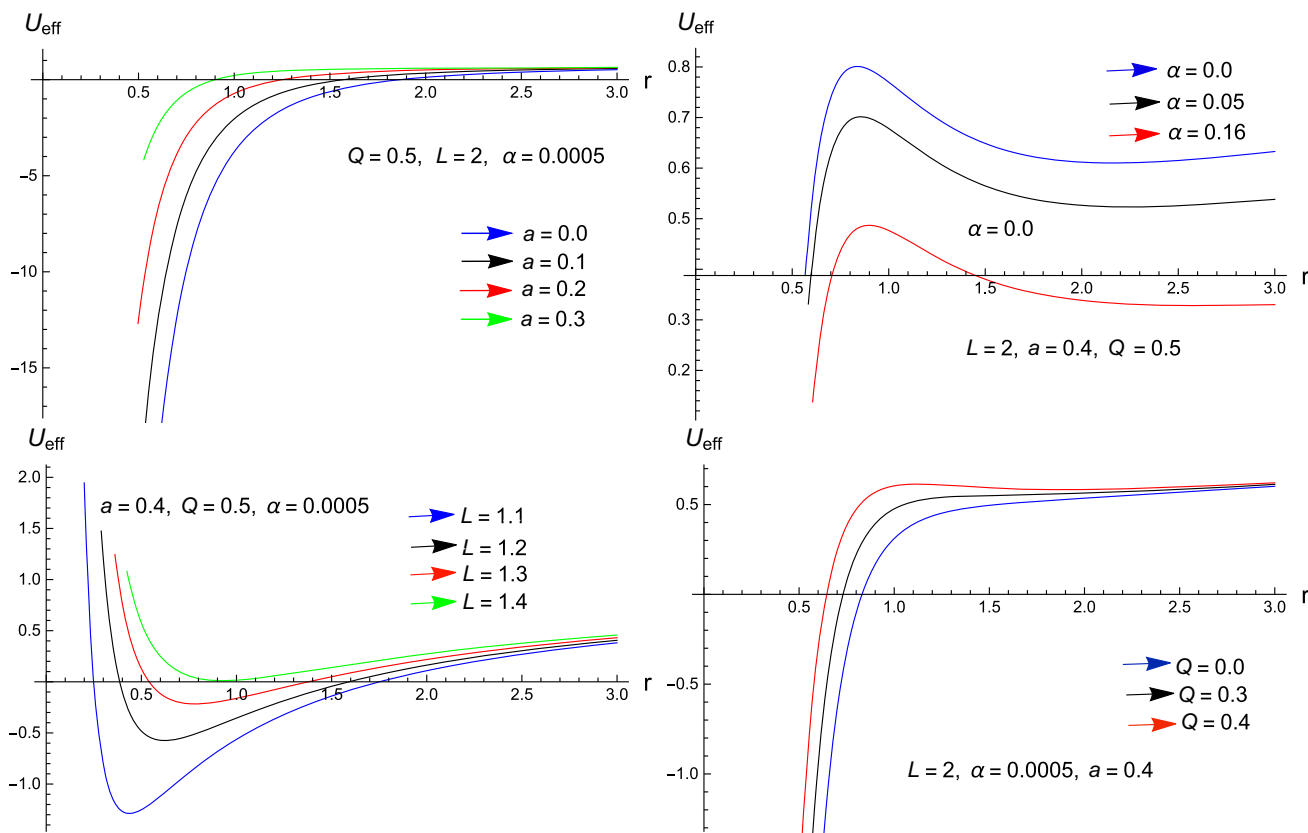 U_eff
0.5 1.0 1.5 2.0 2.5 3.0 r
-5
-10
-15
Q = 0.5, L = 2, α = 0.0005
a = 0.0
a = 0.1
a = 0.2
a = 0.3
U_eff
0.8
0.7
0.6
0.5
0.3
0.2
0.5 1.0 1.5 2.0 2.5 3.0 r
α = 0.0
α = 0.05
α = 0.16
α = 0.0
L = 2, a = 0.4, Q = 0.5
U_eff
2.0
1.5
1.0
0.5
0.0
-0.5
-1.0
0.5 1.0 1.5 2.0 2.5 3.0 r
a = 0.4, Q = 0.5, α = 0.0005
L = 1.1
L = 1.2
L = 1.3
L = 1.4
U_eff
0.5
-0.5
-1.0
0.5 1.0 1.5 2.0 2.5 3.0 r
Q = 0.0
Q = 0.3
Q = 0.4
L = 2, α = 0.0005, a = 0.4